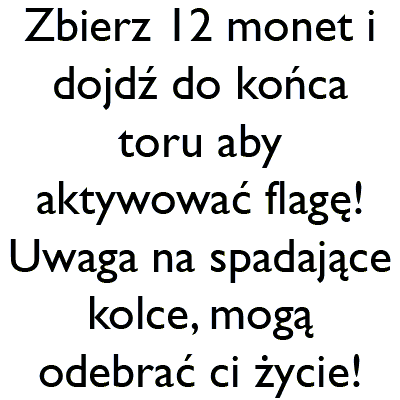 Zbierz 12 monet i
dojdź do końca
toru aby
aktywować flagę!
Uwaga na spadające
kolce, mogą
odebrać ci życie!